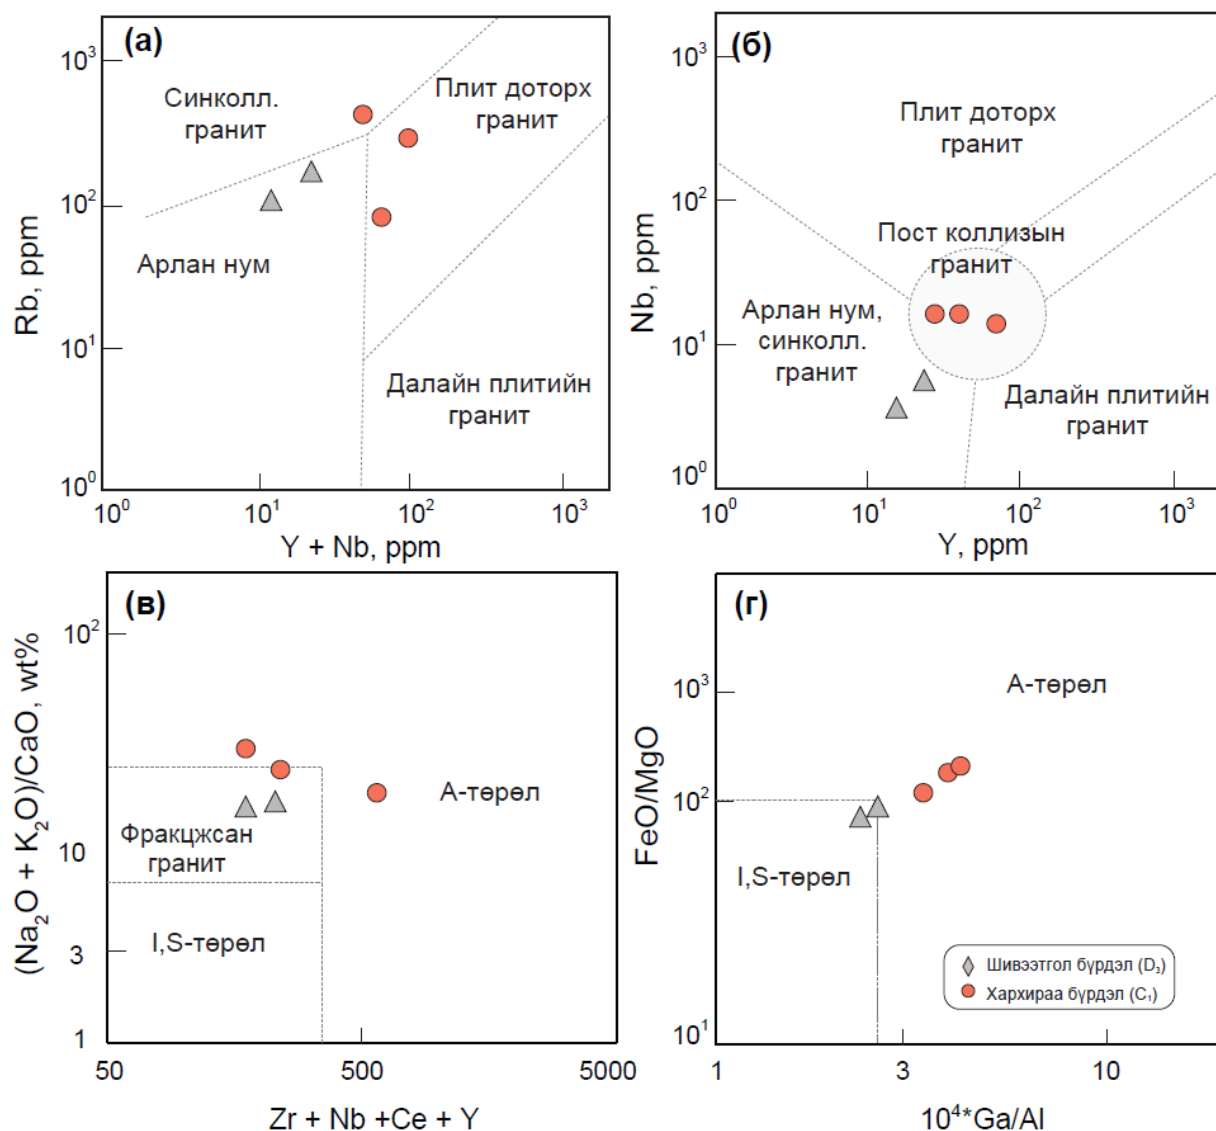 (а)
10³
10²
10¹
10⁰
Rb, ppm
Синколл.
гранит
Плит доторх
гранит
Арлан нум
Далайн плитийн
гранит
10⁰ 10¹ 10² 10³
Y + Nb, ppm
(б)
10³
10²
10¹
10⁰
Nb, ppm
Плит доторх
гранит
Пост коллизын
гранит
Арлан нум,
синколл.
гранит
Далайн плитийн
гранит
10⁰ 10¹ 10² 10³
Y, ppm
(в)
10²
10
3
1
(Na₂O + K₂O)/CaO, wt%
А-төрөл
Фракцжсан
гранит
I,S-төрөл
50 500 5000
Zr + Nb +Ce + Y
(г)
10³
10²
10¹
FeO/MgO
А-төрөл
I,S-төрөл
Шивээтгол бүрдэл (D₃)
Хархираа бүрдэл (C₁)
1 3 10
10⁴*Ga/Al